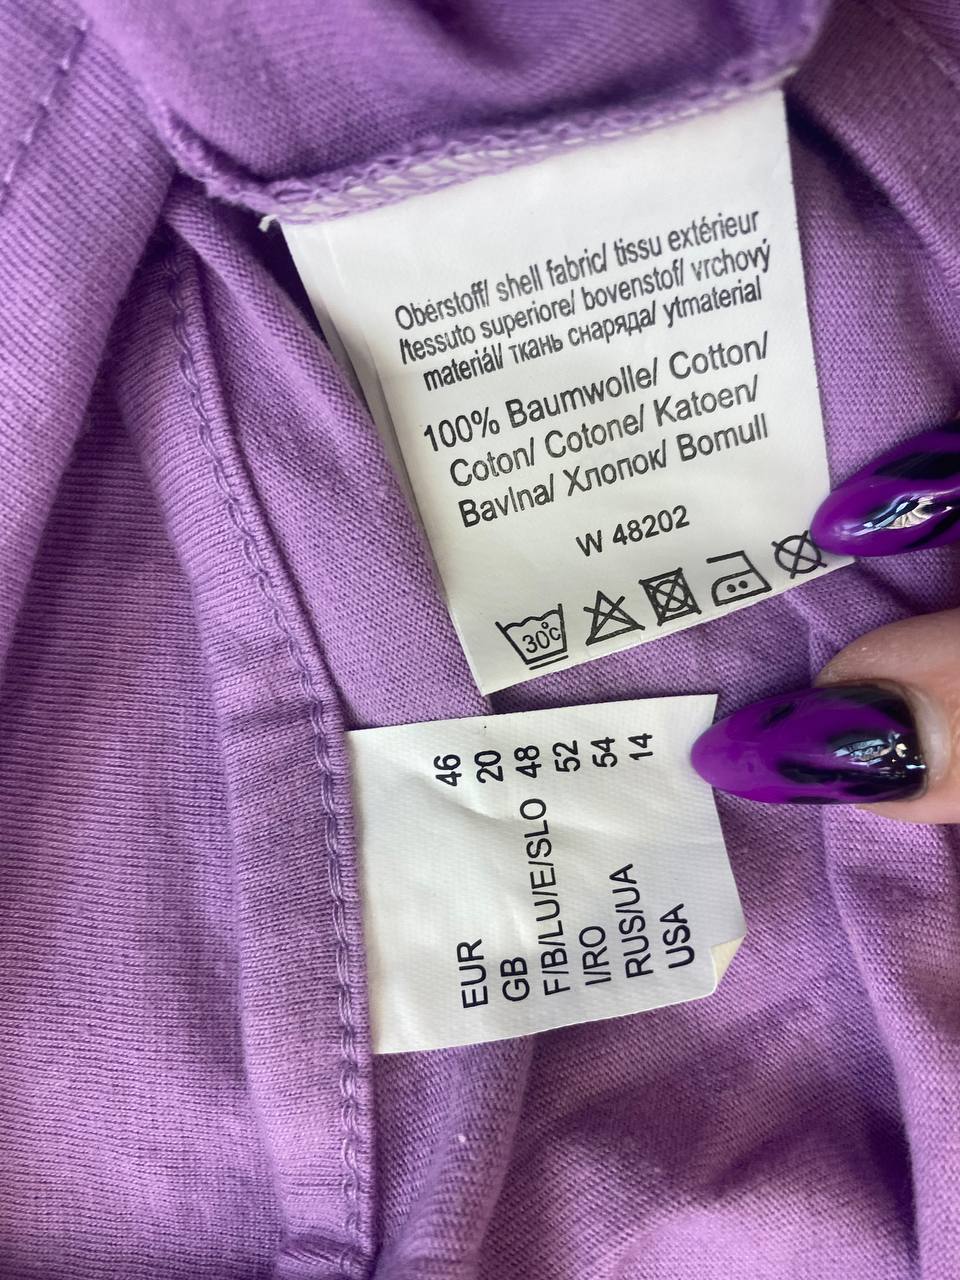 Oberstoff/ shell fabric/ tissu extérieur
/tessuto superiore/ bovenstof/ vrchový
materiál/ ткань снаряда/ ytmaterial
100% Baumwolle/ Cotton/
Coton/ Cotone/ Katoen/
Bavlna/ Хлопок/ Bomull
W 48202
30°C
EUR 46
GB 20
F/B/LU/E/SLO 48
I/RO 52
RUS/UA 54
USA 14